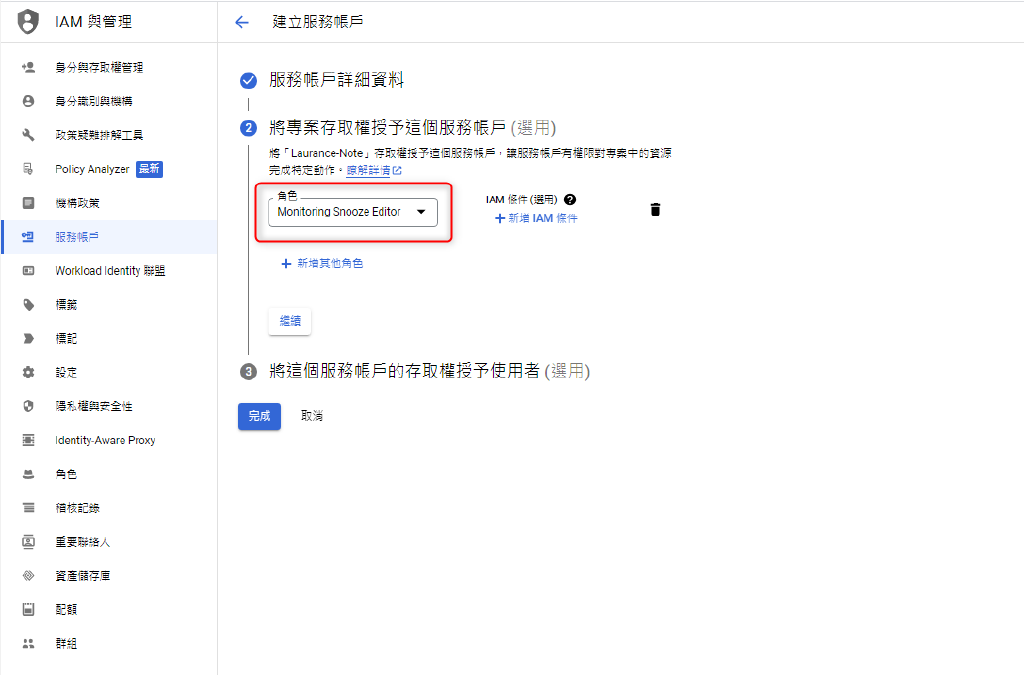 IAM 與管理
身分與存取權管理
身分識別與機構
政策疑難排解工具
Policy Analyzer 最新
機構政策
服務帳戶
Workload Identity 聯盟
標籤
標記
設定
隱私權與安全性
Identity-Aware Proxy
角色
稽核記錄
重要聯絡人
資產儲存庫
配額
群組
建立服務帳戶
服務帳戶詳細資料
2 將專案存取權授予這個服務帳戶 (選用)
將「Laurance-Note」存取權授予這個服務帳戶，讓服務帳戶有權限對專案中的資源
完成特定動作。瞭解詳情
角色
Monitoring Snooze Editor
IAM 條件 (選用) ?
+ 新增 IAM 條件
+ 新增其他角色
繼續
3 將這個服務帳戶的存取權授予使用者 (選用)
完成 取消